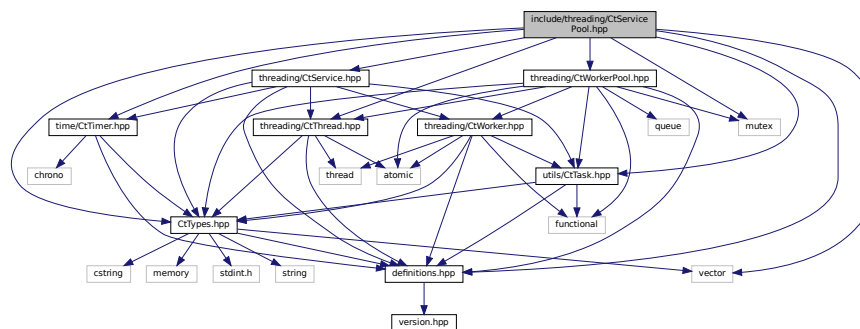 include/threading/CtService
Pool.hpp
threading/CtService.hpp
threading/CtWorkerPool.hpp
time/CtTimer.hpp
threading/CtThread.hpp
threading/CtWorker.hpp
queue
mutex
chrono
thread
atomic
utils/CtTask.hpp
CtTypes.hpp
functional
cstring
memory
stdint.h
string
definitions.hpp
vector
version.hpp